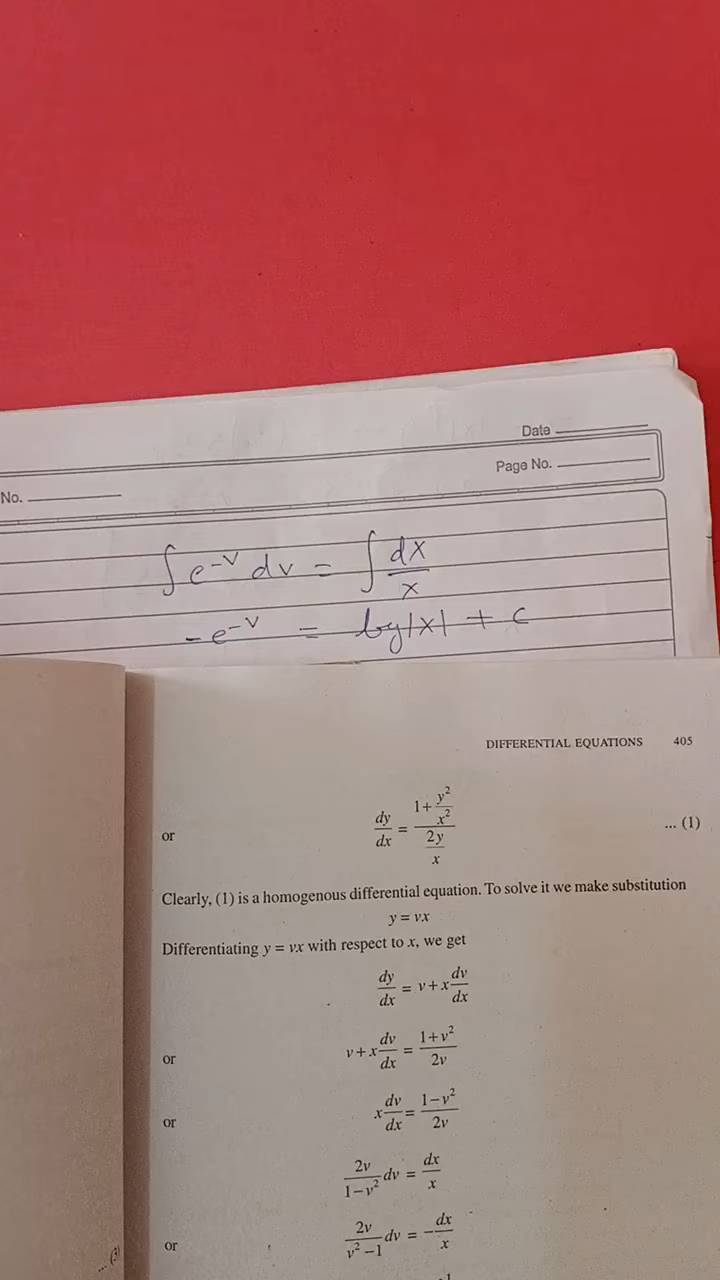 Date
Page No.
No.
∫ e^{-v} dv = ∫ dx/x
-e^{-v} = log|x| + c
DIFFERENTIAL EQUATIONS 405
or dy/dx = (1 + y²/x²)/(2y/x) ... (1)
Clearly, (1) is a homogenous differential equation. To solve it we make substitution
y = vx
Differentiating y = vx with respect to x, we get
dy/dx = v + x dv/dx
or v + x dv/dx = (1+v²)/2v
or x dv/dx = (1–v²)/2v
2v/(1–v²) dv = dx/x
or 2v/(v²–1) dv = –dx/x